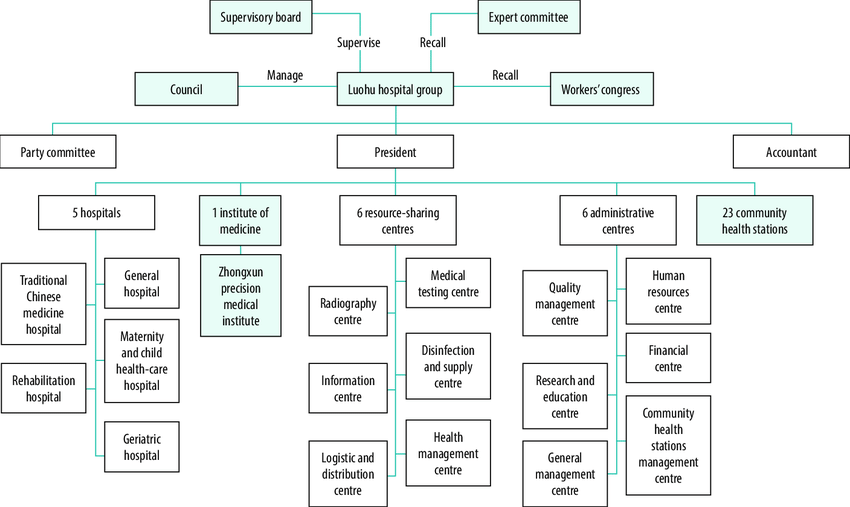 Supervisory board
Expert committee
Supervise
Recall
Council
Manage
Luohu hospital group
Recall
Workers' congress
Party committee
President
Accountant
5 hospitals
1 institute of
medicine
6 resource-sharing
centres
6 administrative
centres
23 community
health stations
Traditional
Chinese
medicine
hospital
General
hospital
Maternity
and child
health-care
hospital
Rehabilitation
hospital
Geriatric
hospital
Zhongxun
precision
medical
institute
Radiography
centre
Medical
testing centre
Information
centre
Disinfection
and supply
centre
Logistic and
distribution
centre
Health
management
centre
Quality
management
centre
Human
resources
centre
Research and
education
centre
Financial
centre
General
management
centre
Community
health
stations
management
centre